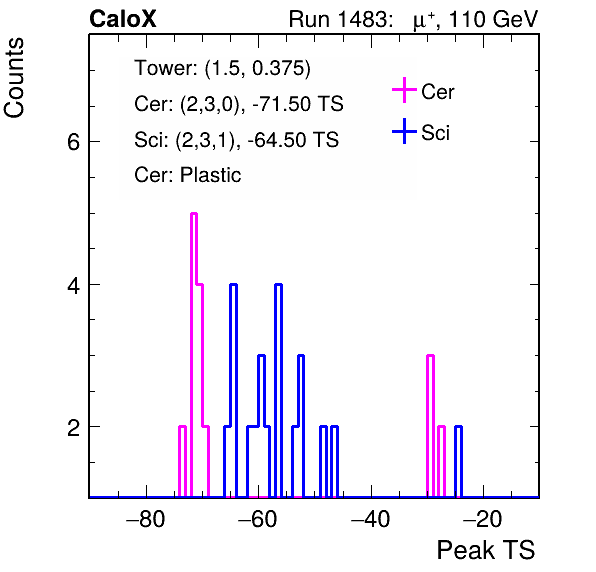 CaloX Run 1483: μ⁺, 110 GeV
Counts
Tower: (1.5, 0.375)
Cer: (2,3,0), -71.50 TS
Sci: (2,3,1), -64.50 TS
Cer: Plastic
Cer
Sci
6
4
2
−80 −60 −40 −20
Peak TS